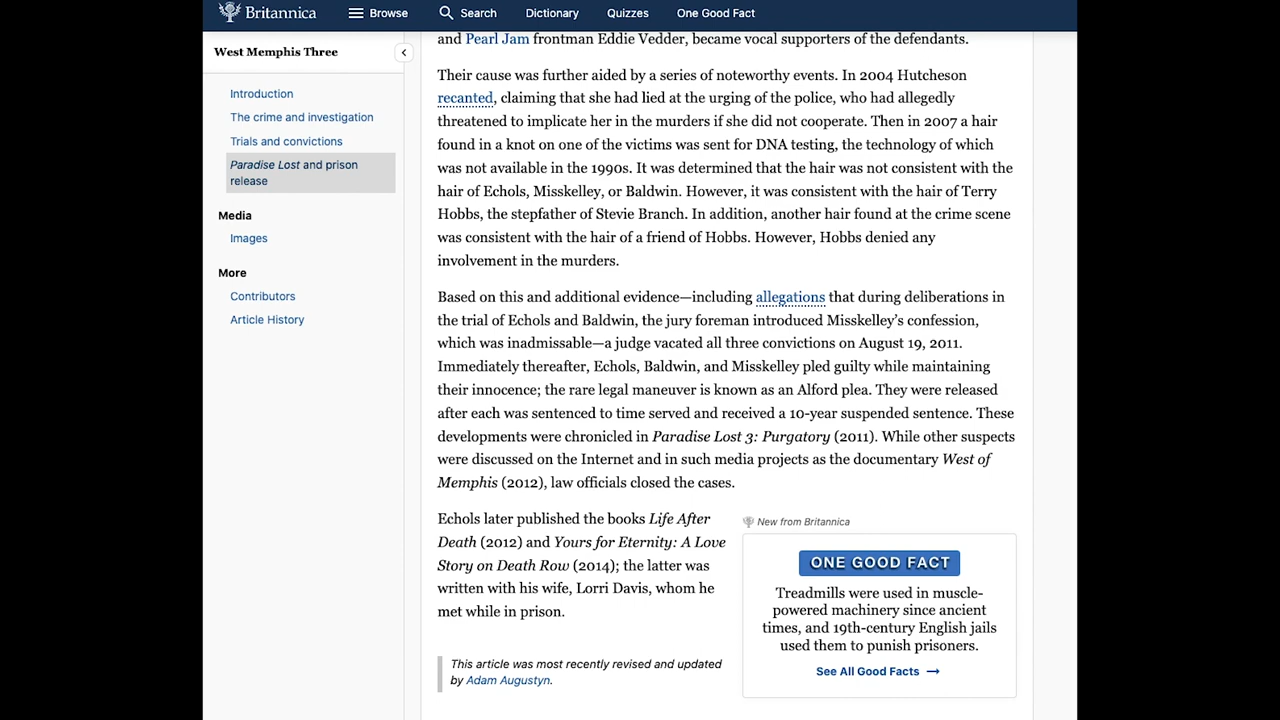 Britannica
Browse
Search
Dictionary
Quizzes
One Good Fact
West Memphis Three
Introduction
The crime and investigation
Trials and convictions
Paradise Lost and prison
release
Media
Images
More
Contributors
Article History
and Pearl Jam frontman Eddie Vedder, became vocal supporters of the defendants.
Their cause was further aided by a series of noteworthy events. In 2004 Hutcheson
recanted, claiming that she had lied at the urging of the police, who had allegedly
threatened to implicate her in the murders if she did not cooperate. Then in 2007 a hair
found in a knot on one of the victims was sent for DNA testing, the technology of which
was not available in the 1990s. It was determined that the hair was not consistent with the
hair of Echols, Misskelley, or Baldwin. However, it was consistent with the hair of Terry
Hobbs, the stepfather of Stevie Branch. In addition, another hair found at the crime scene
was consistent with the hair of a friend of Hobbs. However, Hobbs denied any
involvement in the murders.
Based on this and additional evidence—including allegations that during deliberations in
the trial of Echols and Baldwin, the jury foreman introduced Misskelley's confession,
which was inadmissable—a judge vacated all three convictions on August 19, 2011.
Immediately thereafter, Echols, Baldwin, and Misskelley pled guilty while maintaining
their innocence; the rare legal maneuver is known as an Alford plea. They were released
after each was sentenced to time served and received a 10-year suspended sentence. These
developments were chronicled in Paradise Lost 3: Purgatory (2011). While other suspects
were discussed on the Internet and in such media projects as the documentary West of
Memphis (2012), law officials closed the cases.
Echols later published the books Life After
Death (2012) and Yours for Eternity: A Love
Story on Death Row (2014); the latter was
written with his wife, Lorri Davis, whom he
met while in prison.
This article was most recently revised and updated
by Adam Augustyn.
New from Britannica
ONE GOOD FACT
Treadmills were used in muscle-
powered machinery since ancient
times, and 19th-century English jails
used them to punish prisoners.
See All Good Facts →